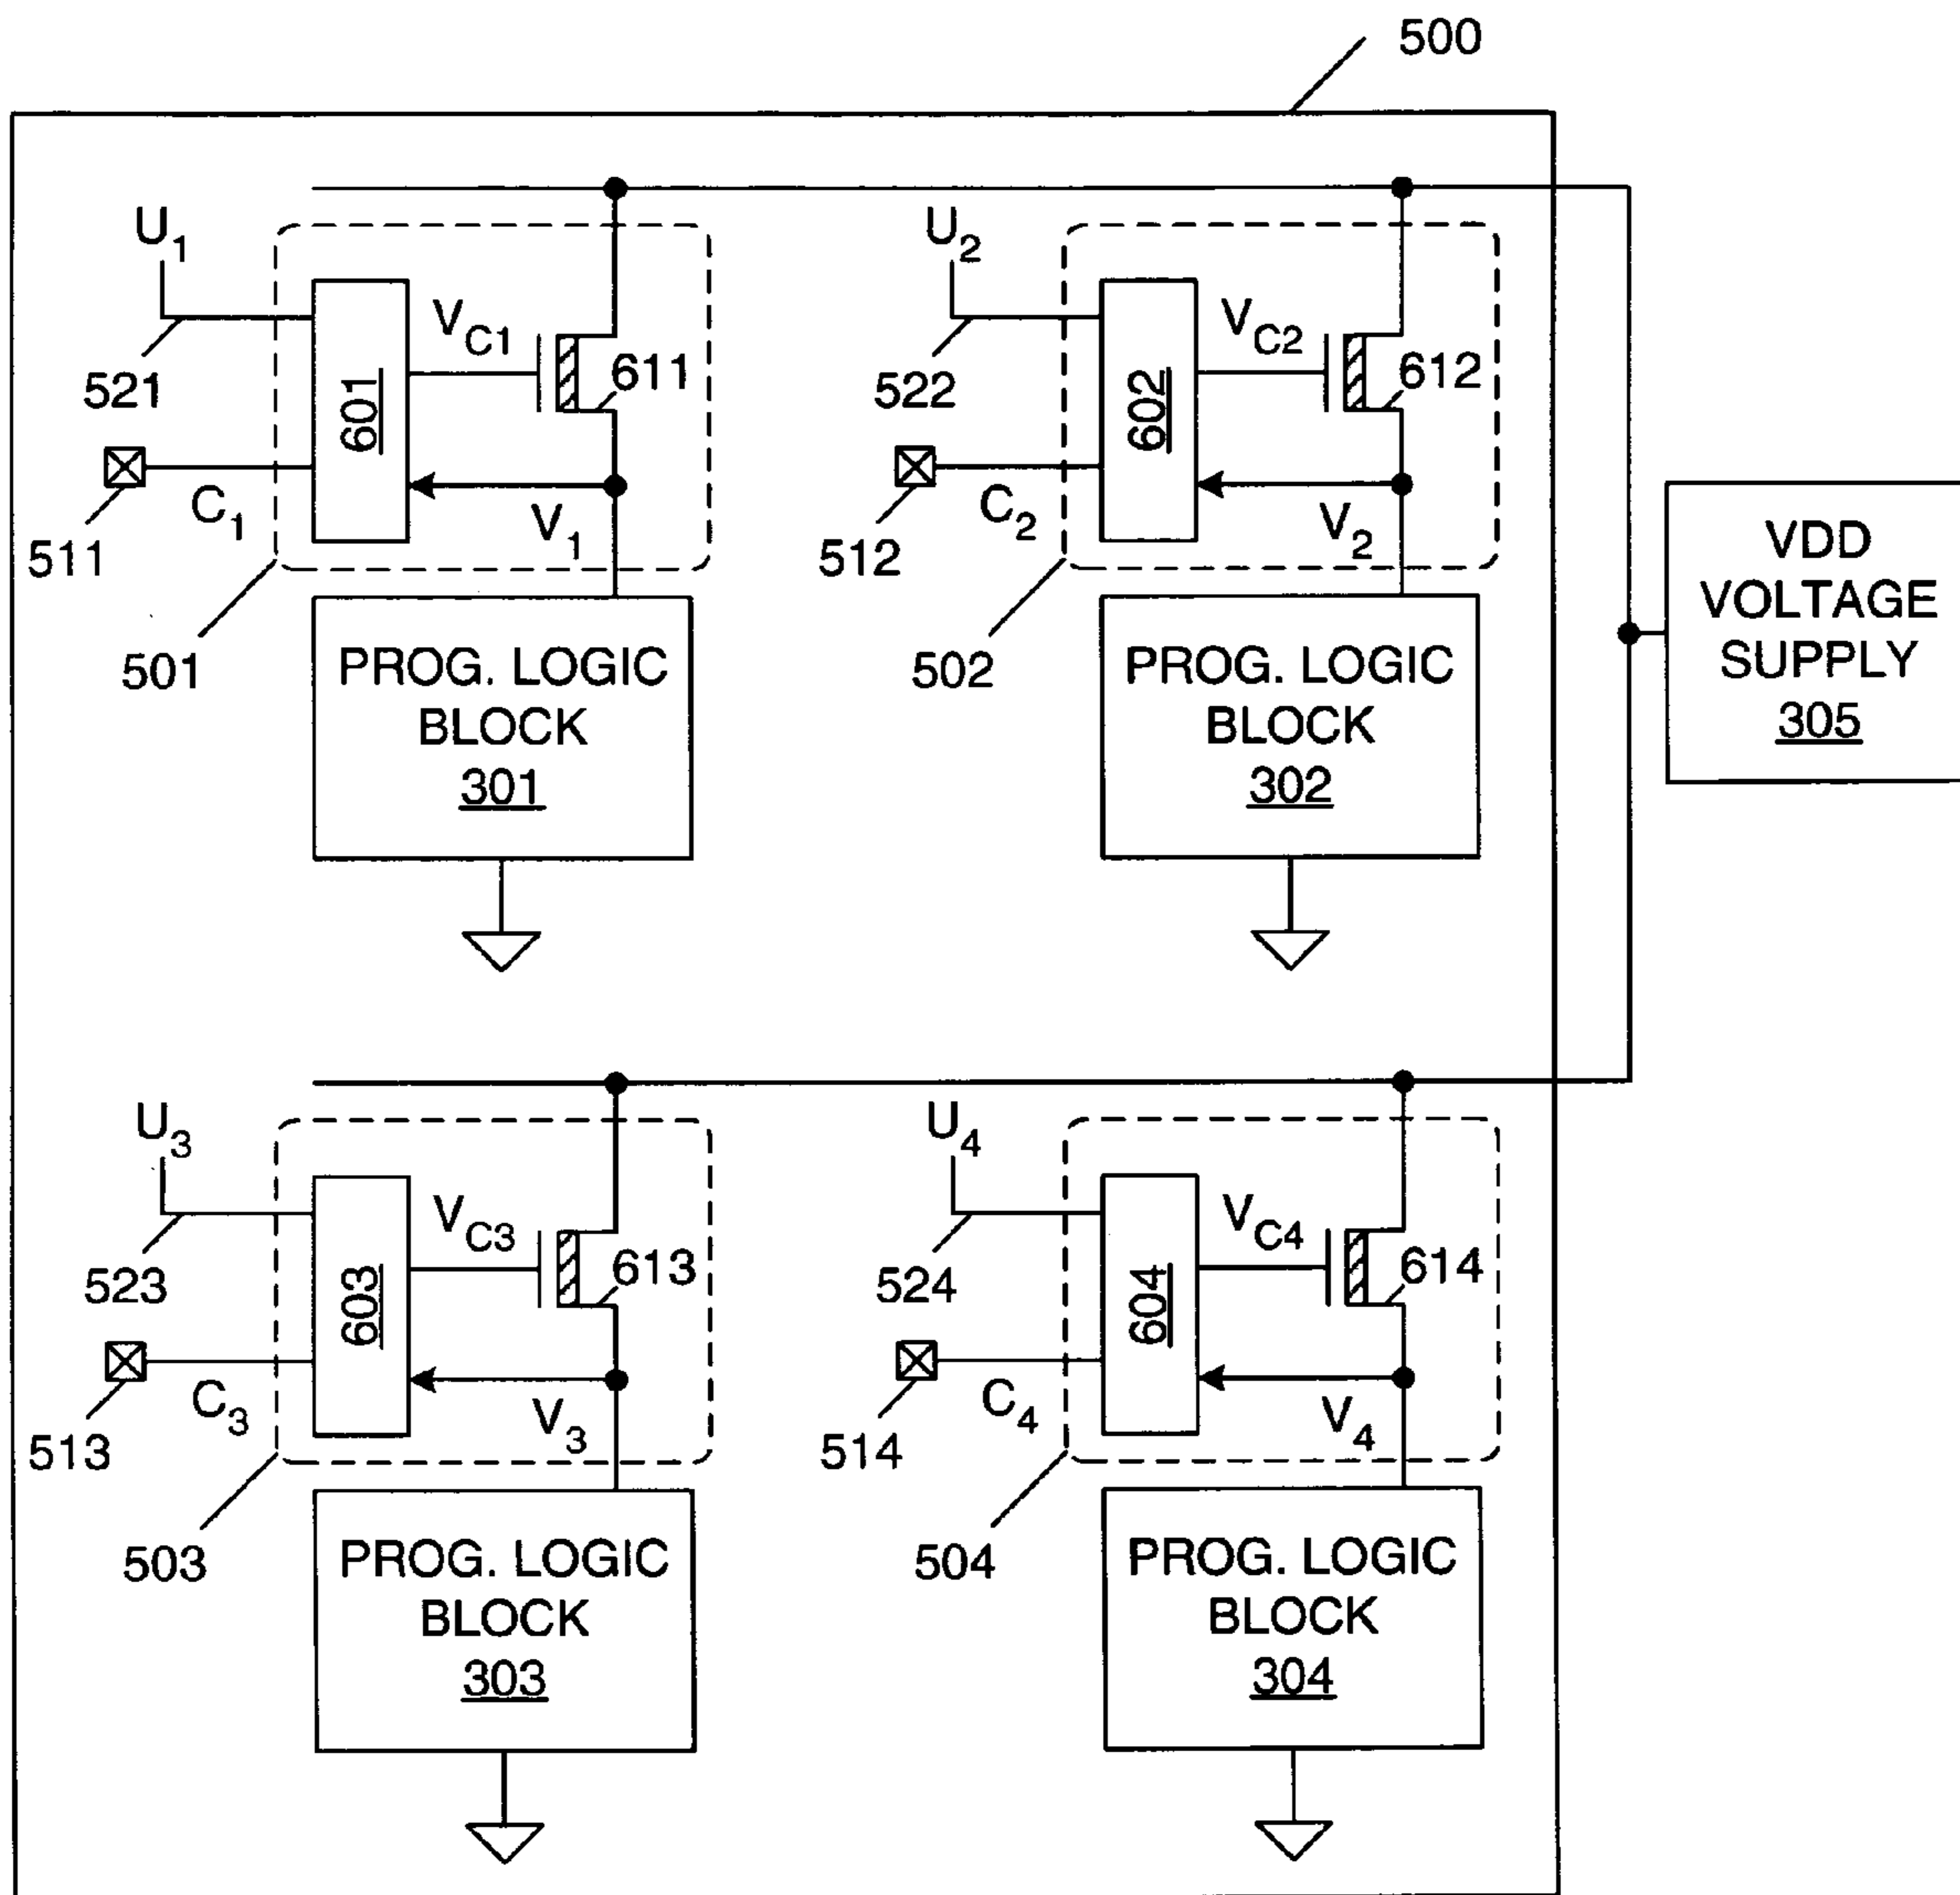 500
U1
U2
VC1
VC2
611
612
521
601
522
602
C1
V1
C2
V2
511
512
VDD
VOLTAGE
SUPPLY
305
501
502
PROG. LOGIC
BLOCK
301
PROG. LOGIC
BLOCK
302
U3
U4
VC3
VC4
613
614
523
603
524
604
C3
V3
C4
V4
513
514
503
504
PROG. LOGIC
BLOCK
303
PROG. LOGIC
BLOCK
304